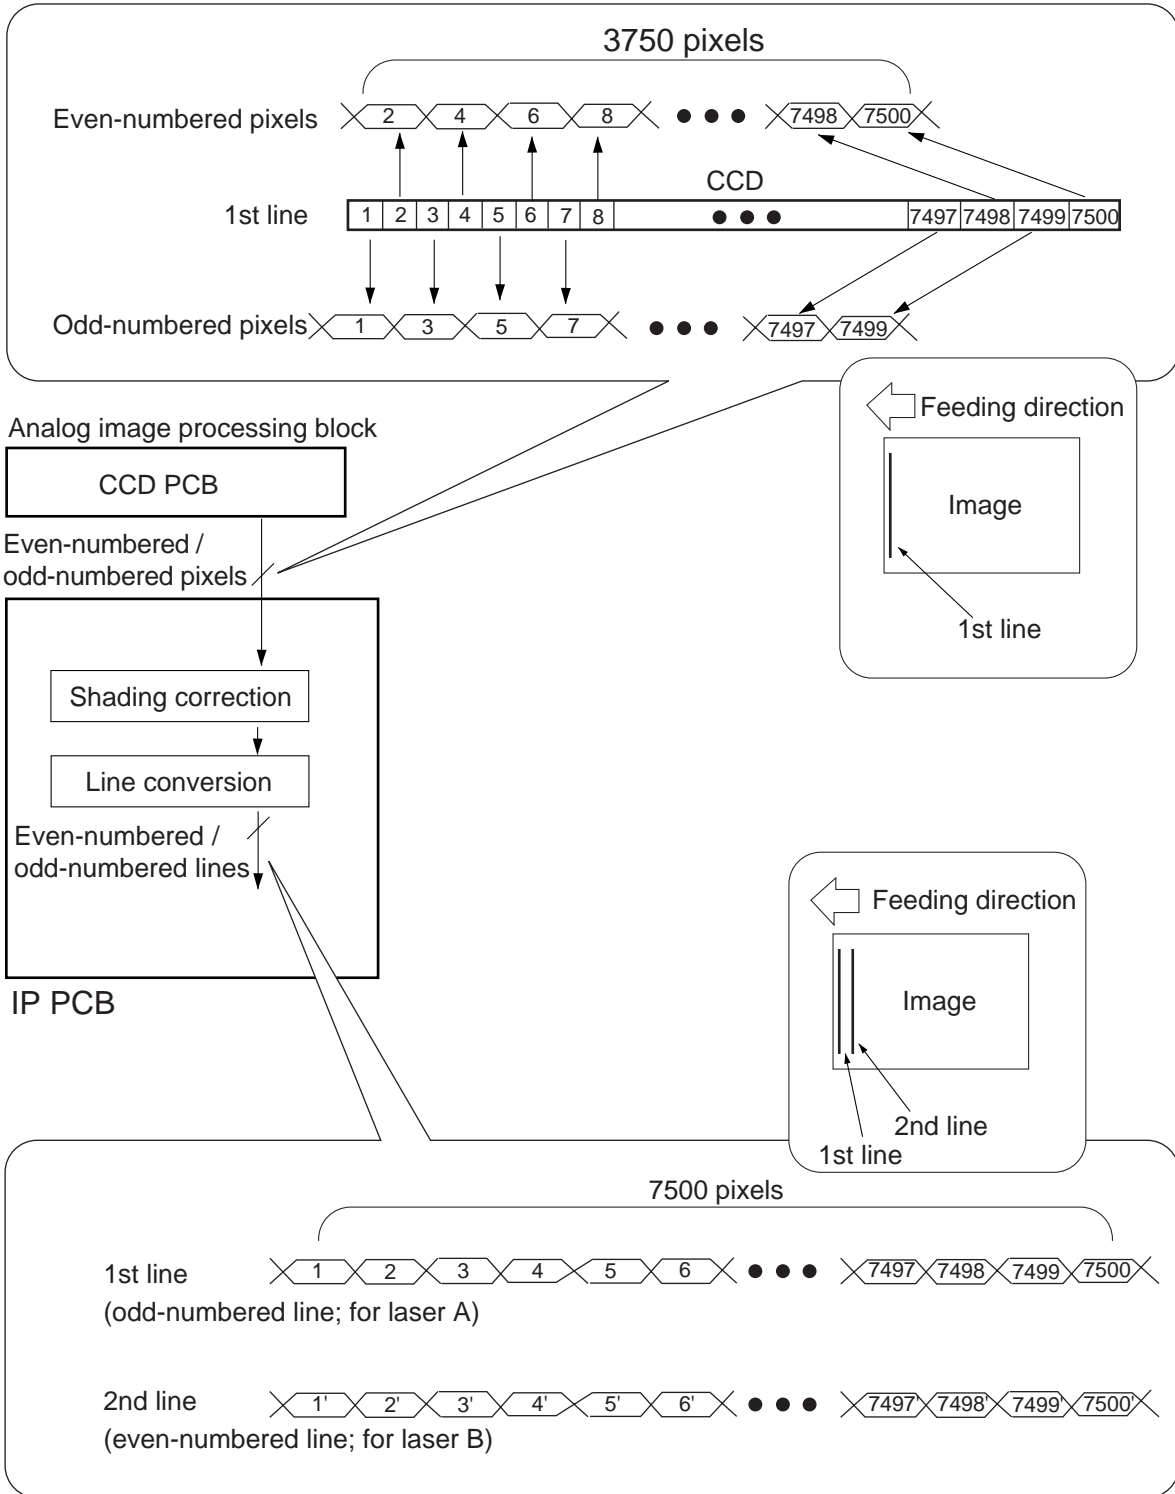 3750 pixels
Even-numbered pixels 2 4 6 8 ● ● ● 7498 7500
CCD
1st line 1 2 3 4 5 6 7 8 ● ● ● 7497 7498 7499 7500
Odd-numbered pixels 1 3 5 7 ● ● ● 7497 7499
Feeding direction
Image
1st line
Analog image processing block
CCD PCB
Even-numbered /
odd-numbered pixels
Shading correction
Line conversion
Even-numbered /
odd-numbered lines
IP PCB
Feeding direction
Image
2nd line
1st line
7500 pixels
1st line 1 2 3 4 5 6 ● ● ● 7497 7498 7499 7500
(odd-numbered line; for laser A)
2nd line 1' 2' 3' 4' 5' 6' ● ● ● 7497' 7498' 7499' 7500'
(even-numbered line; for laser B)